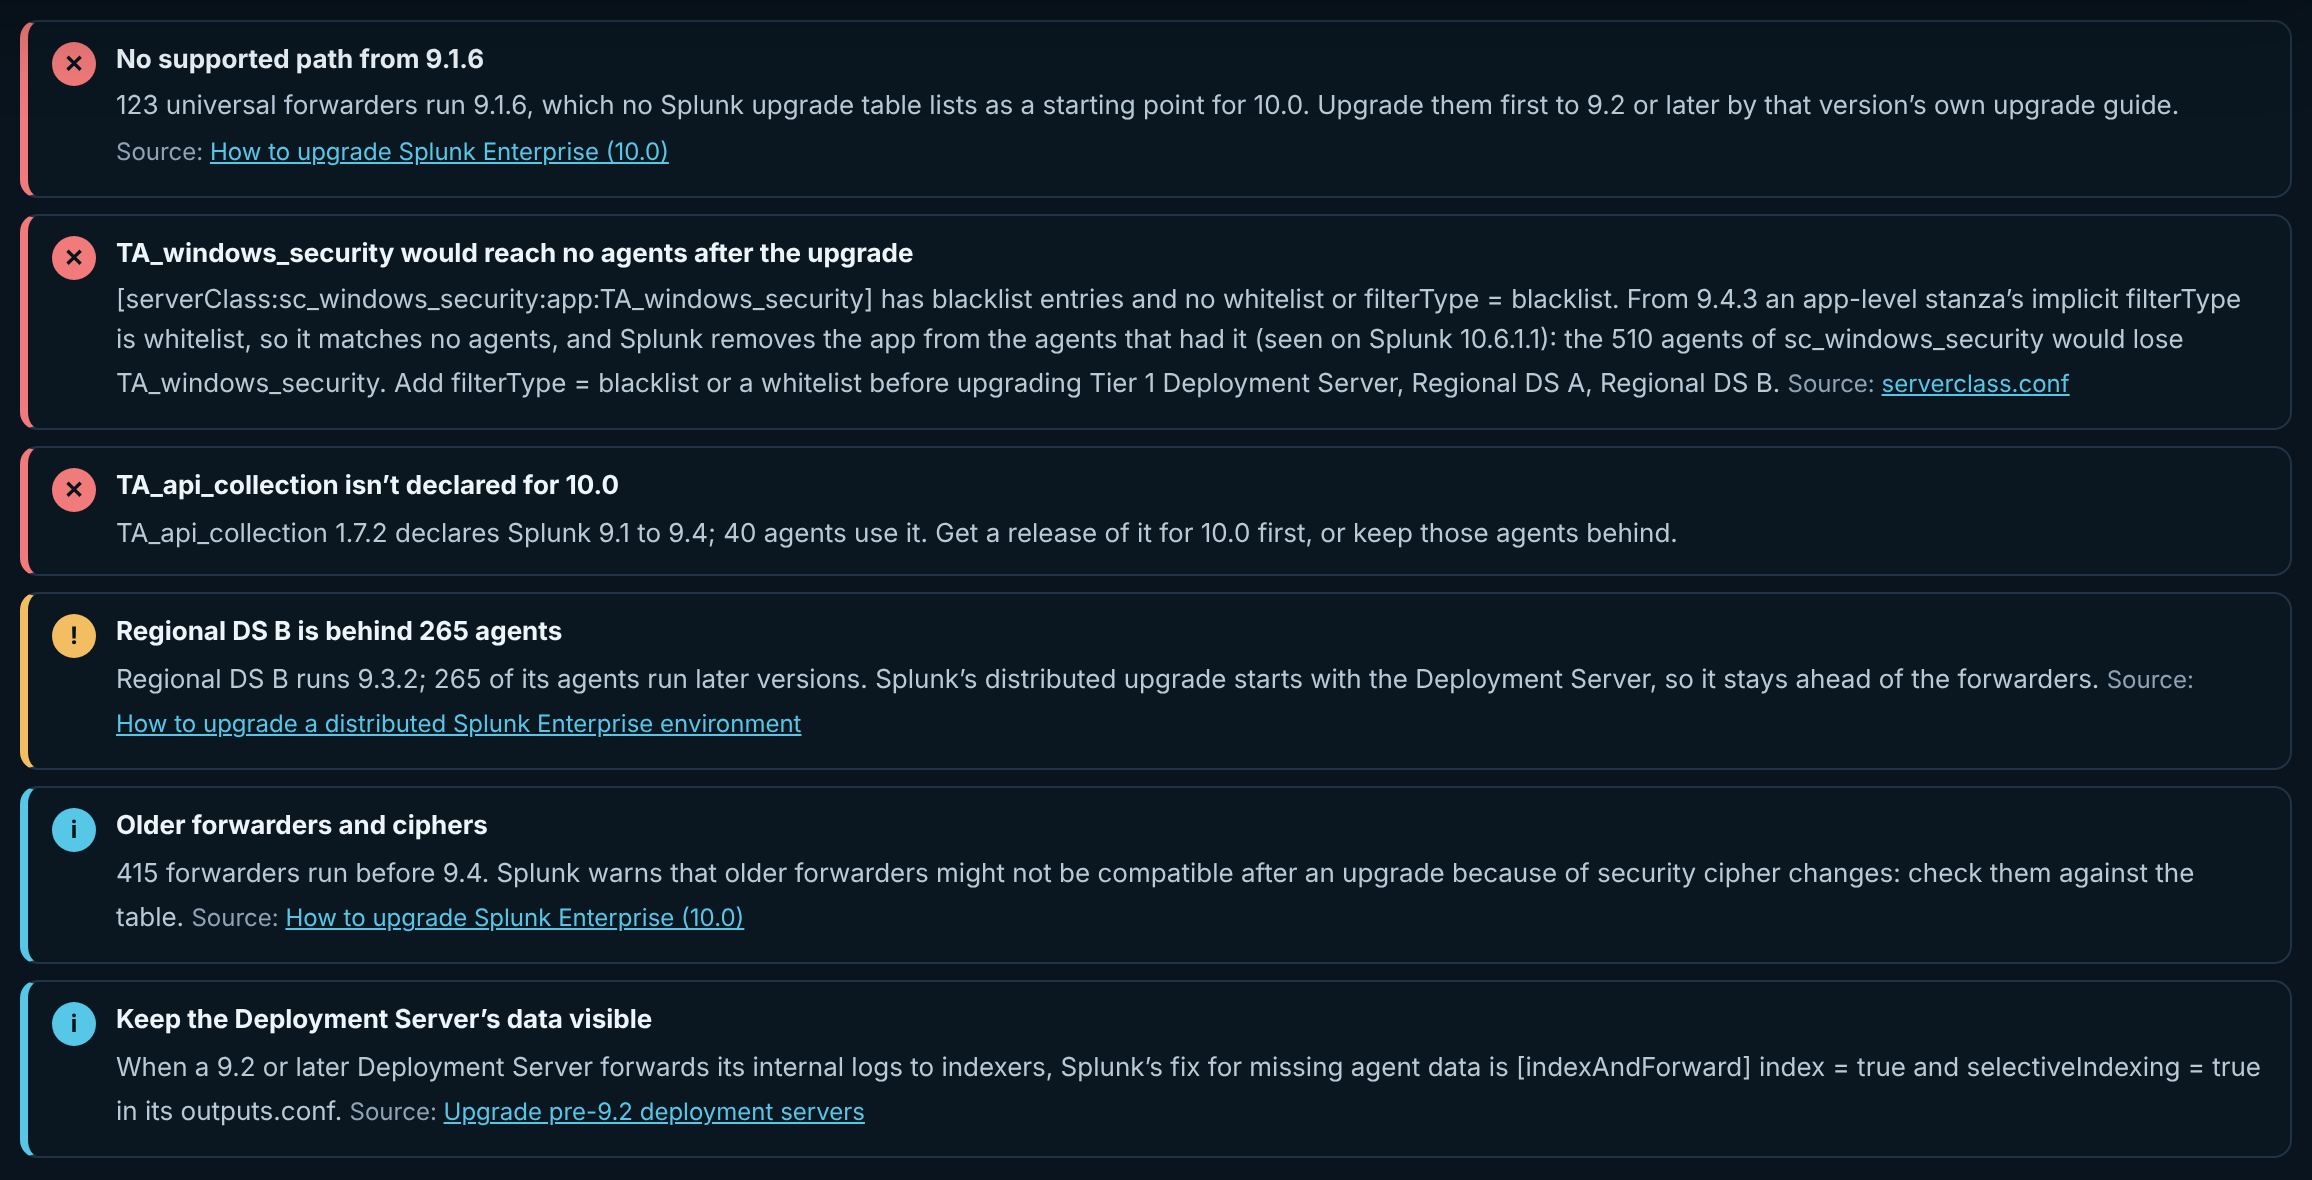 No supported path from 9.1.6
123 universal forwarders run 9.1.6, which no Splunk upgrade table lists as a starting point for 10.0. Upgrade them first to 9.2 or later by that version’s own upgrade guide.
Source: How to upgrade Splunk Enterprise (10.0)
TA_windows_security would reach no agents after the upgrade
[serverClass:sc_windows_security:app:TA_windows_security] has blacklist entries and no whitelist or filterType = blacklist. From 9.4.3 an app-level stanza’s implicit filterType
is whitelist, so it matches no agents, and Splunk removes the app from the agents that had it (seen on Splunk 10.6.1.1): the 510 agents of sc_windows_security would lose
TA_windows_security. Add filterType = blacklist or a whitelist before upgrading Tier 1 Deployment Server, Regional DS A, Regional DS B. Source: serverclass.conf
TA_api_collection isn’t declared for 10.0
TA_api_collection 1.7.2 declares Splunk 9.1 to 9.4; 40 agents use it. Get a release of it for 10.0 first, or keep those agents behind.
! Regional DS B is behind 265 agents
Regional DS B runs 9.3.2; 265 of its agents run later versions. Splunk’s distributed upgrade starts with the Deployment Server, so it stays ahead of the forwarders. Source:
How to upgrade a distributed Splunk Enterprise environment
i Older forwarders and ciphers
415 forwarders run before 9.4. Splunk warns that older forwarders might not be compatible after an upgrade because of security cipher changes: check them against the
table. Source: How to upgrade Splunk Enterprise (10.0)
i Keep the Deployment Server’s data visible
When a 9.2 or later Deployment Server forwards its internal logs to indexers, Splunk’s fix for missing agent data is [indexAndForward] index = true and selectiveIndexing = true
in its outputs.conf. Source: Upgrade pre-9.2 deployment servers